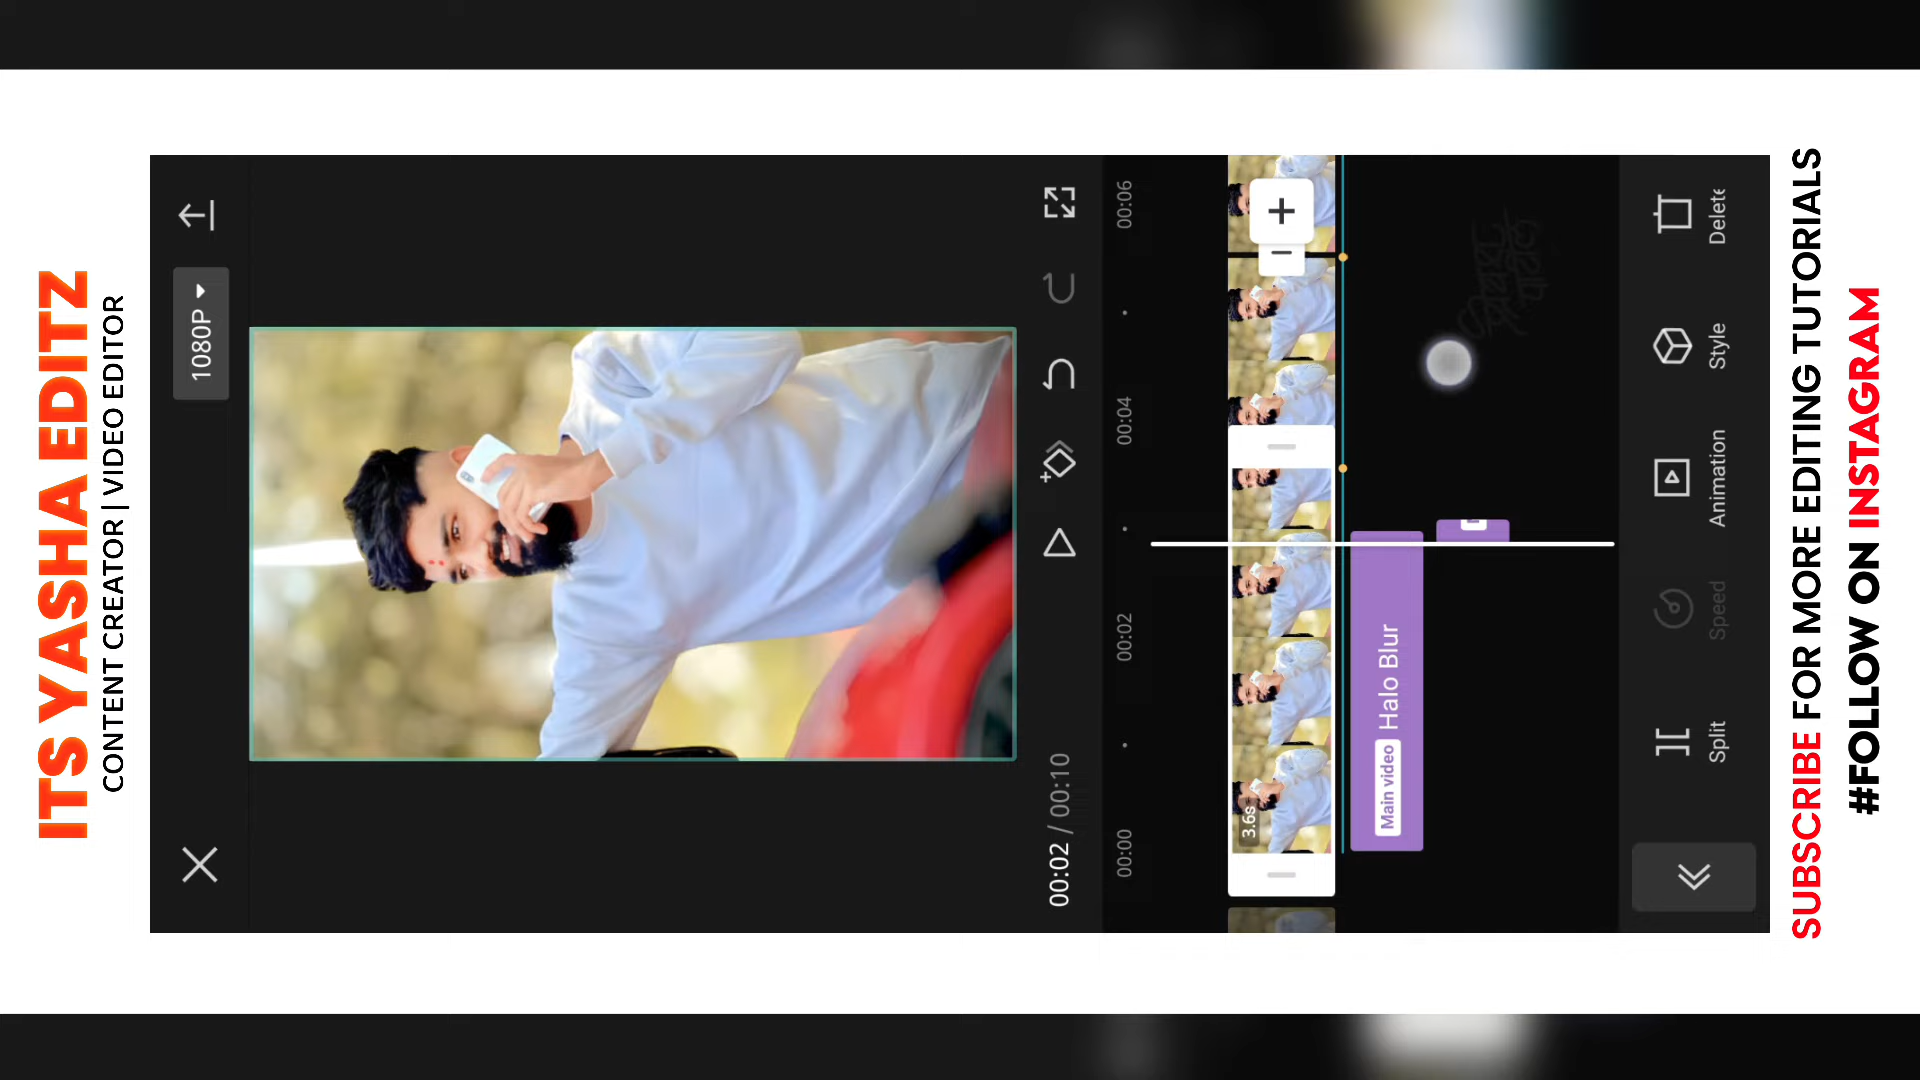 ITS YASHA EDITZ
CONTENT CREATOR | VIDEO EDITOR
1080P
00:02 / 00:10
00:00
00:02
00:04
00:06
3.6s
Main video Halo Blur
Split
Speed
Animation
Style
Delete
SUBSCRIBE FOR MORE EDITING TUTORIALS
#FOLLOW ON INSTAGRAM